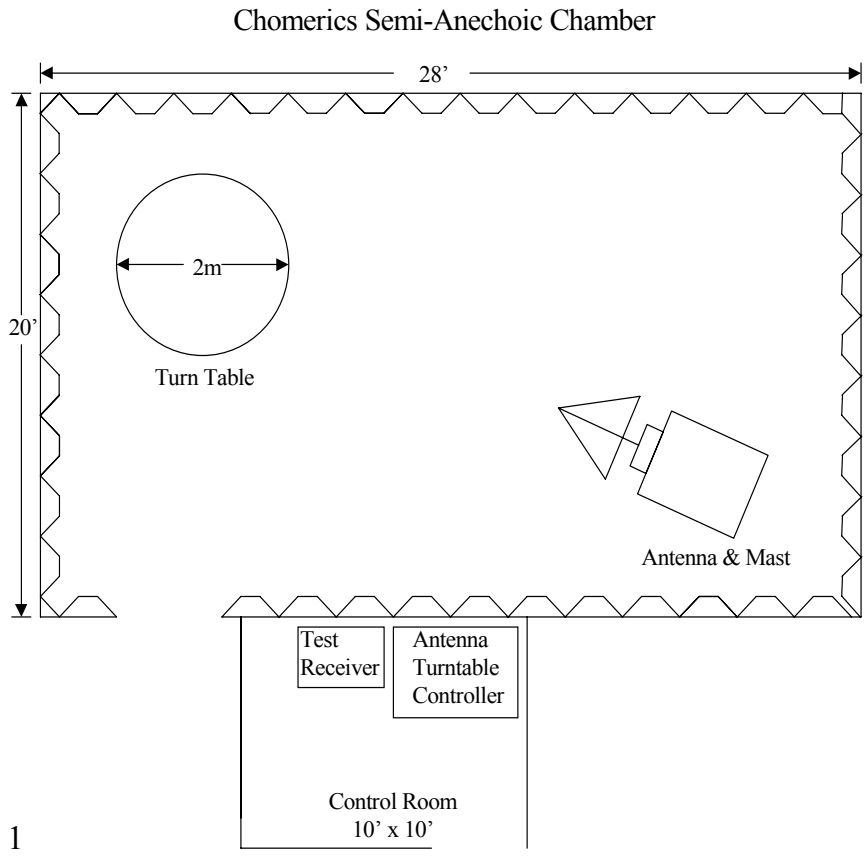 Chomerics Semi-Anechoic Chamber
28’
2m
20’
Turn Table
Antenna & Mast
Test
Receiver
Antenna
Turntable
Controller
Control Room
10’ x 10’
1